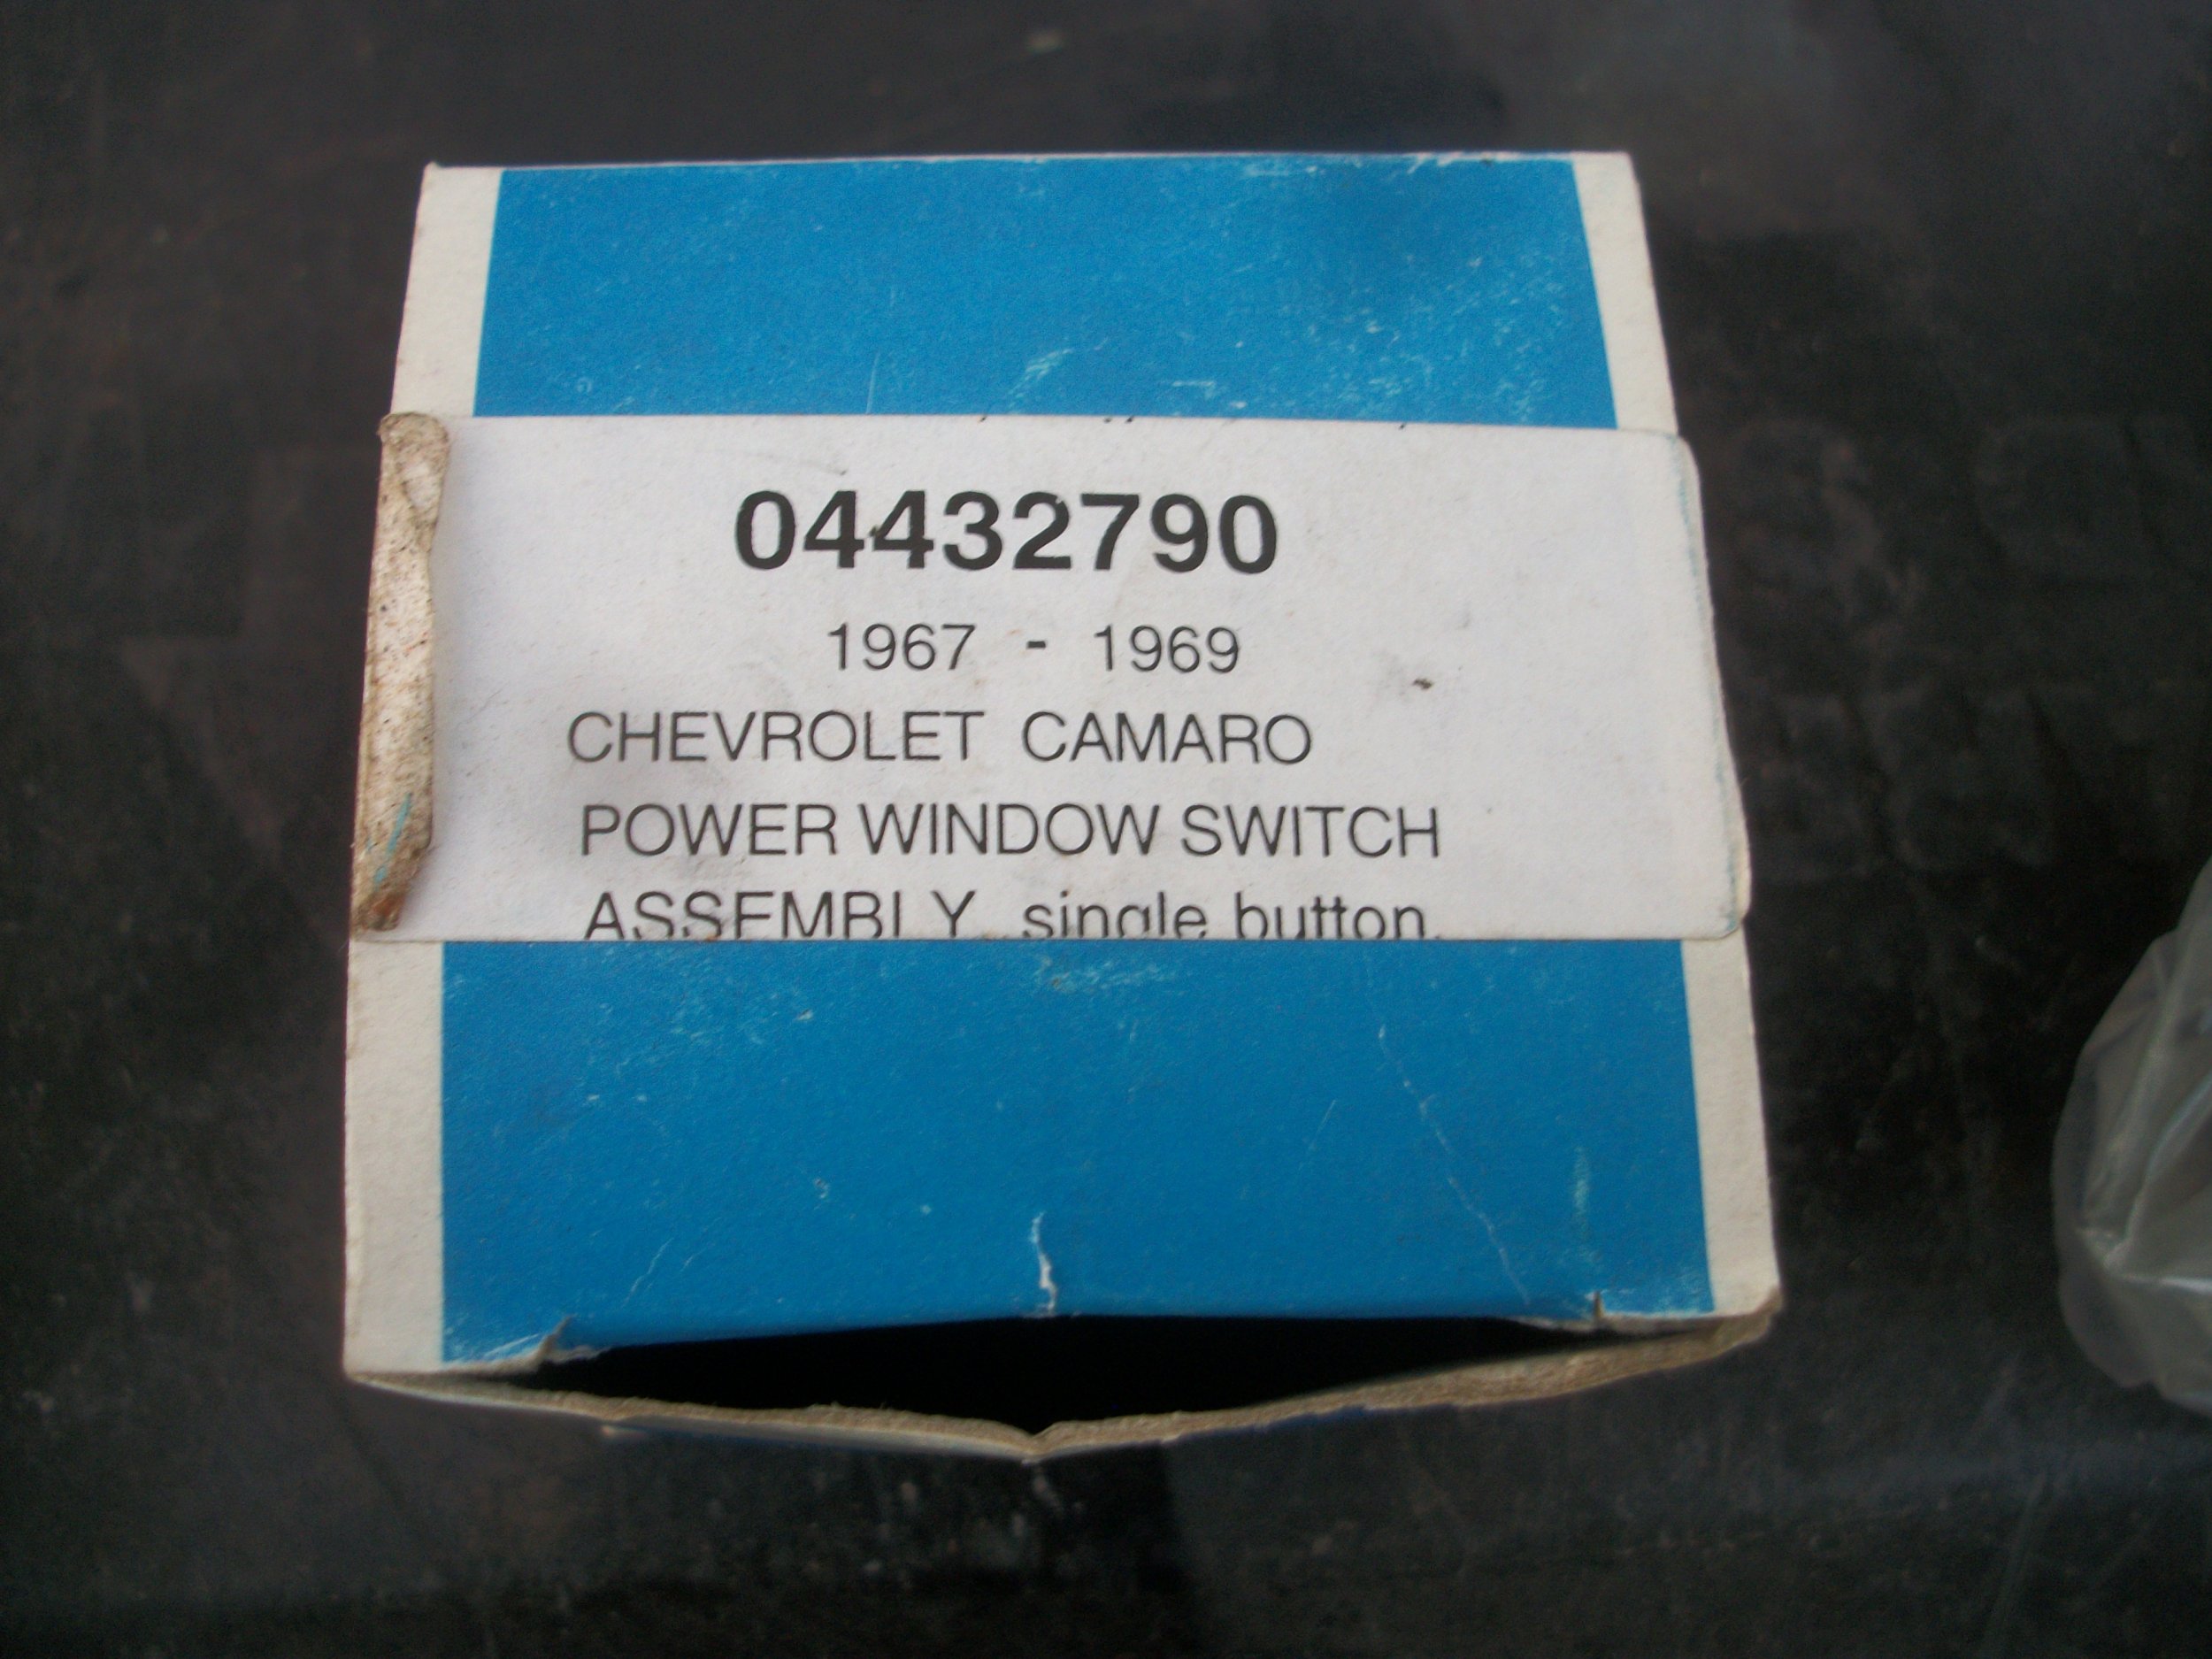 04432790
1967 - 1969
CHEVROLET CAMARO
POWER WINDOW SWITCH
ASSEMBLY single button.